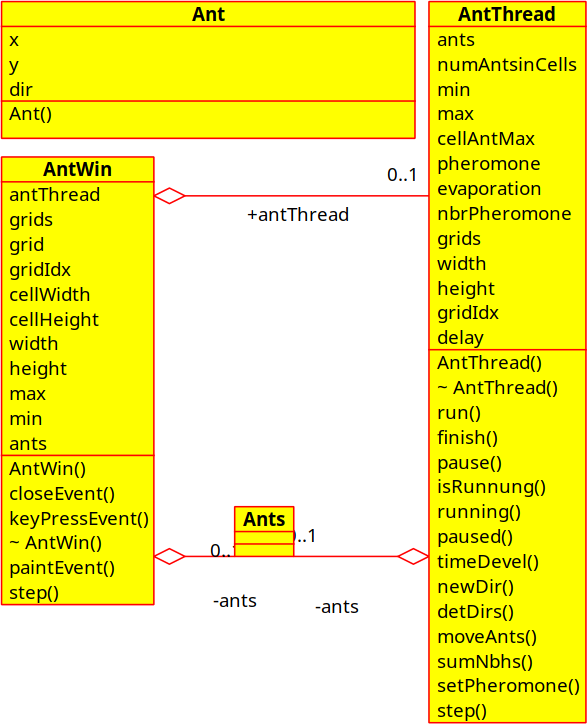 Ant
x
y
dir
Ant()
AntWin
antThread
grids
grid
gridIdx
cellWidth
cellHeight
width
height
max
min
ants
AntWin()
closeEvent()
keyPressEvent()
~ AntWin()
paintEvent()
step()
0..1
+antThread
Ants
0..
..1
-ants
-ants
AntThread
ants
numAntsinCells
min
max
cellAntMax
pheromone
evaporation
nbrPheromone
grids
width
height
gridIdx
delay
AntThread()
~ AntThread()
run()
finish()
pause()
isRunnung()
running()
paused()
timeDevel()
newDir()
detDirs()
moveAnts()
sumNbhs()
setPheromone()
step()